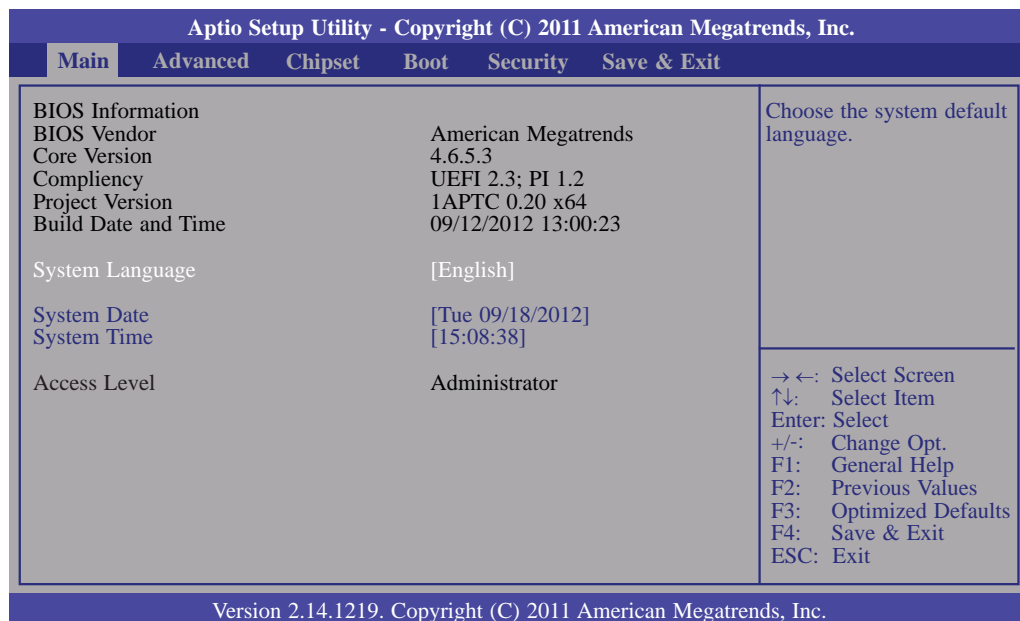 Aptio Setup Utility - Copyright (C) 2011 American Megatrends, Inc.
Main Advanced Chipset Boot Security Save & Exit
BIOS Information
BIOS Vendor American Megatrends
Core Version 4.6.5.3
Compliency UEFI 2.3; PI 1.2
Project Version 1APTC 0.20 x64
Build Date and Time 09/12/2012 13:00:23
System Language [English]
System Date [Tue 09/18/2012]
System Time [15:08:38]
Access Level Administrator
Choose the system default
language.
→ ←: Select Screen
↑↓: Select Item
Enter: Select
+/-: Change Opt.
F1: General Help
F2: Previous Values
F3: Optimized Defaults
F4: Save & Exit
ESC: Exit
Version 2.14.1219. Copyright (C) 2011 American Megatrends, Inc.